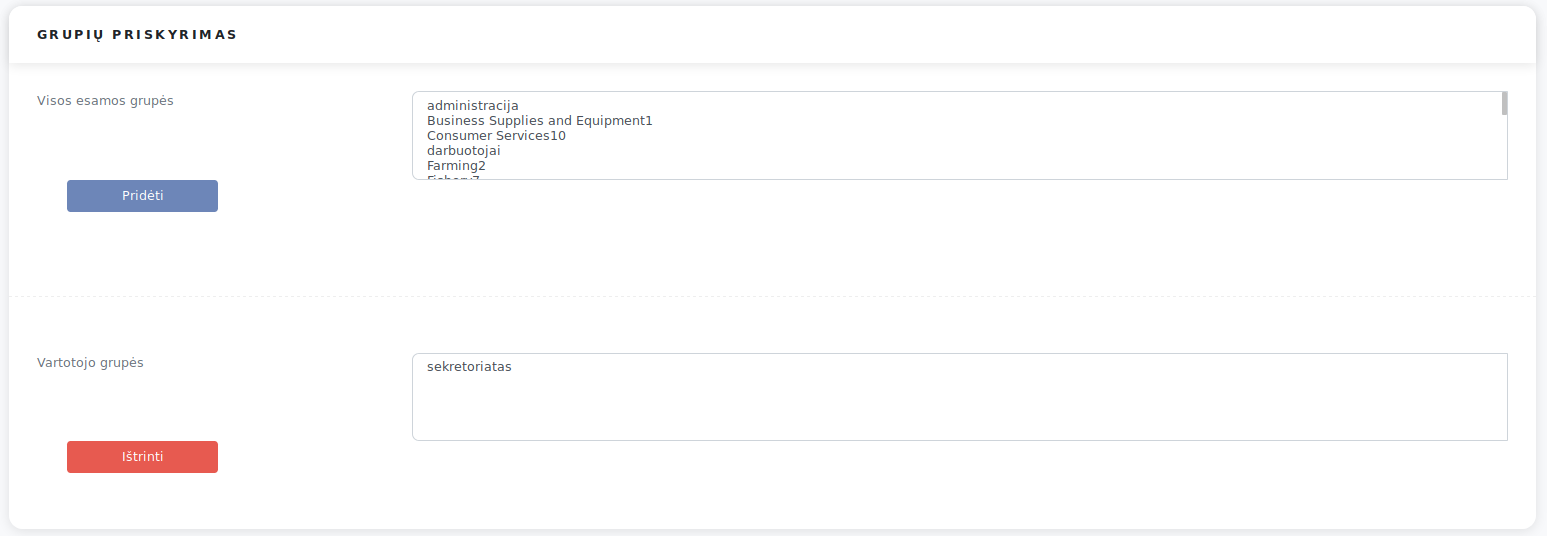 GRUPIŲ PRISKYRIMAS
Visos esamos grupės
administracija
Business Supplies and Equipment1
Consumer Services10
darbuotojai
Farming2
Fishery7
Pridėti
Vartotojo grupės
sekretoriatas
Ištrinti